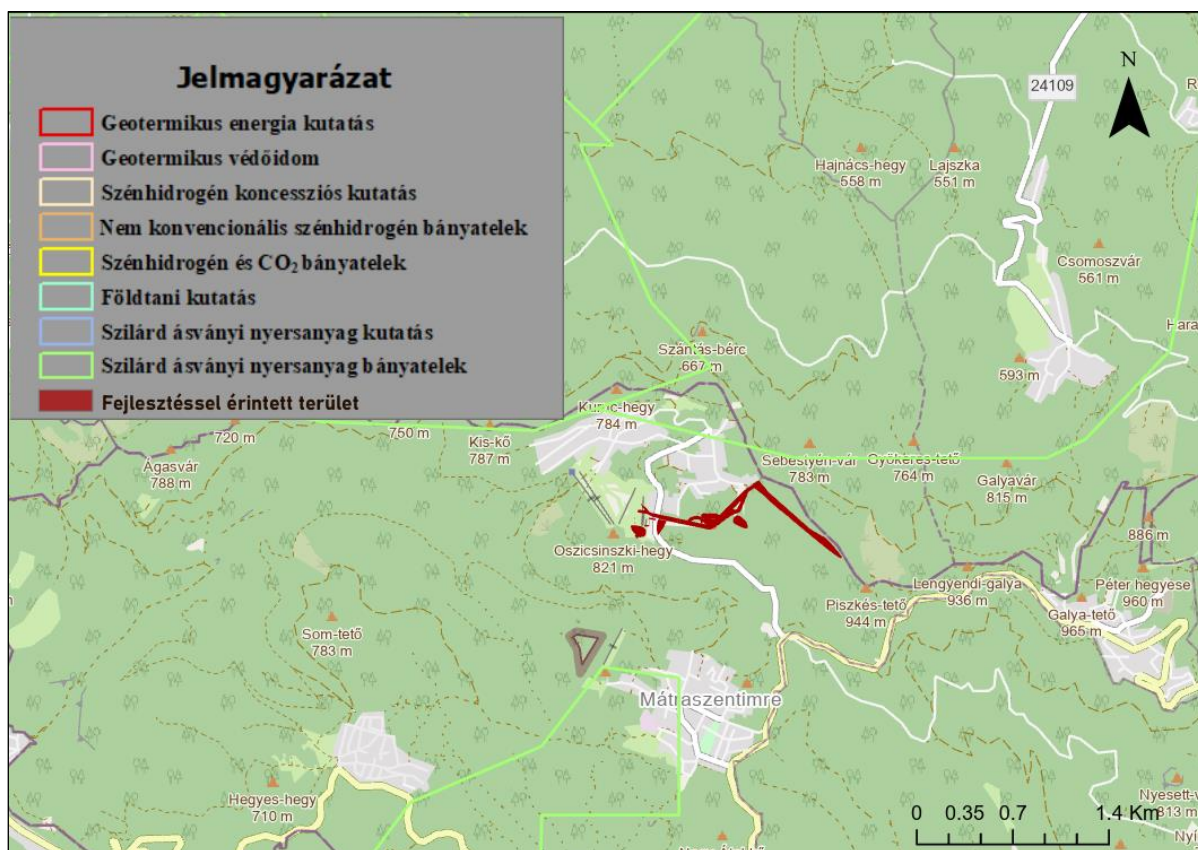 Jelmagyarázat
Geotermikus energia kutatás
Geotermikus védőidom
Szénhidrogén koncessziós kutatás
Nem konvencionális szénhidrogén bányatelek
Szénhidrogén és CO₂ bányatelek
Földtani kutatás
Szilárd ásványi nyersanyag kutatás
Szilárd ásványi nyersanyag bányatelek
Fejlesztéssel érintett terület
N
24109
Hajnács-hegy
558 m
Lajszka
551 m
Csomoszvár
561 m
593 m
Szántás-bérc
667 m
784 m
Kis-kő
787 m
750 m
720 m
Ágasvár
788 m
Sebestyén-vár
783 m
Gyökeres-tető
764 m
Galyavár
815 m
886 m
Oszicsinszki-hegy
821 m
Piszkés-tető
944 m
Lengyendi-galya
936 m
Péter hegyese
960 m
Galya-tető
965 m
Som-tető
783 m
Mátraszentimre
Hegyes-hegy
710 m
813 m
0 0.35 0.7 1.4 Km